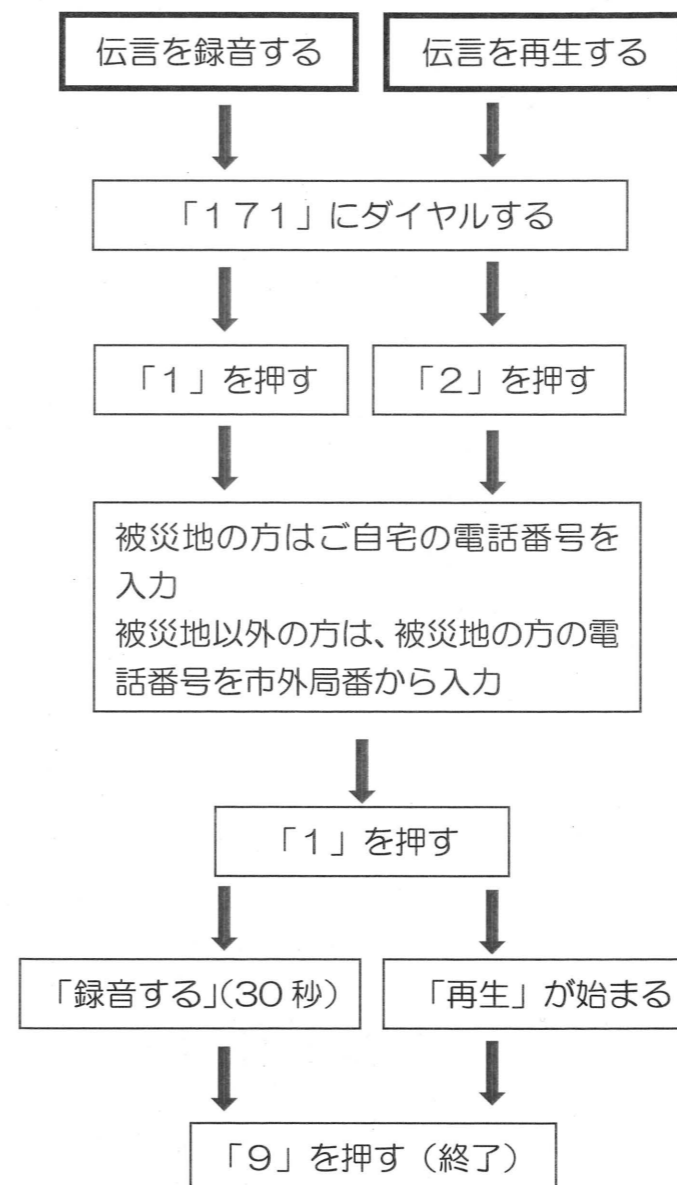 伝言を録音する
伝言を再生する
「１７１」にダイヤルする
「１」を押す
「２」を押す
被災地の方はご自宅の電話番号を
入力
被災地以外の方は、被災地の方の電
話番号を市外局番から入力
「１」を押す
「録音する」（30 秒）
「再生」が始まる
「９」を押す（終了）